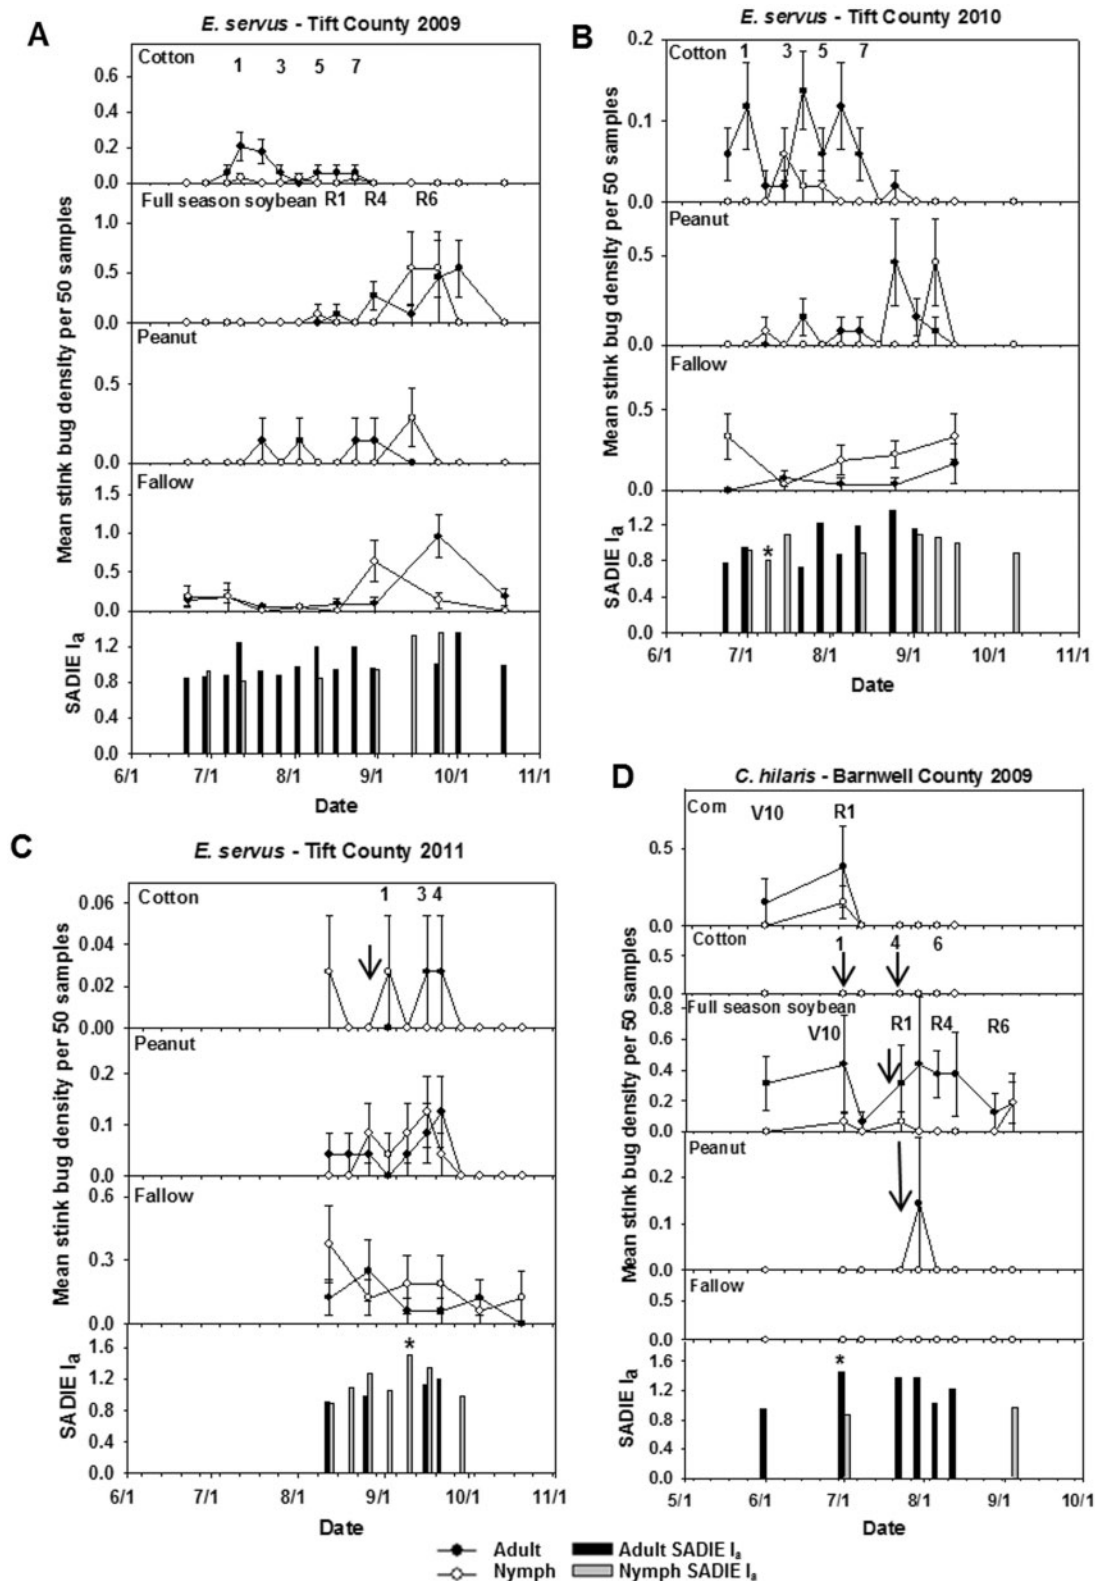 A
E. servus - Tift County 2009
Mean stink bug density per 50 samples
SADIE Ia
Cotton
1 3 5 7
0.6
0.4
0.2
0.0
Full season soybean R1 R4 R6
1.0
0.5
0.0
Peanut
0.5
0.0
Fallow
1.5
1.0
0.5
0.0
1.2
0.8
0.4
0.0
6/1 7/1 8/1 9/1 10/1 11/1
Date
B
E. servus - Tift County 2010
Mean stink bug density per 50 samples
SADIE Ia
0.2
Cotton
1 3 5 7
0.1
0.0
Peanut
0.5
0.0
Fallow
0.5
0.0
1.2
0.8
0.4
0.0
*
6/1 7/1 8/1 9/1 10/1 11/1
Date
C
E. servus - Tift County 2011
Mean stink bug density per 50 samples
SADIE Ia
Cotton
1 3 4
0.06
0.04
0.02
0.00
Peanut
0.2
0.1
0.0
0.6
Fallow
0.3
0.0
1.6
*
1.2
0.8
0.4
0.0
6/1 7/1 8/1 9/1 10/1 11/1
Date
D
C. hilaris - Barnwell County 2009
Mean stink bug density per 50 samples
SADIE Ia
Corn
V10 R1
0.5
0.0
Cotton
1 4 6
0.5
0.0
Full season soybean
0.8
V10 R1 R4 R6
0.6
0.4
0.2
0.0
Peanut
0.2
0.1
0.0
Fallow
0.5
0.0
1.6
*
1.2
0.8
0.4
0.0
5/1 6/1 7/1 8/1 9/1 10/1
Date
Adult Adult SADIE Ia
Nymph Nymph SADIE Ia